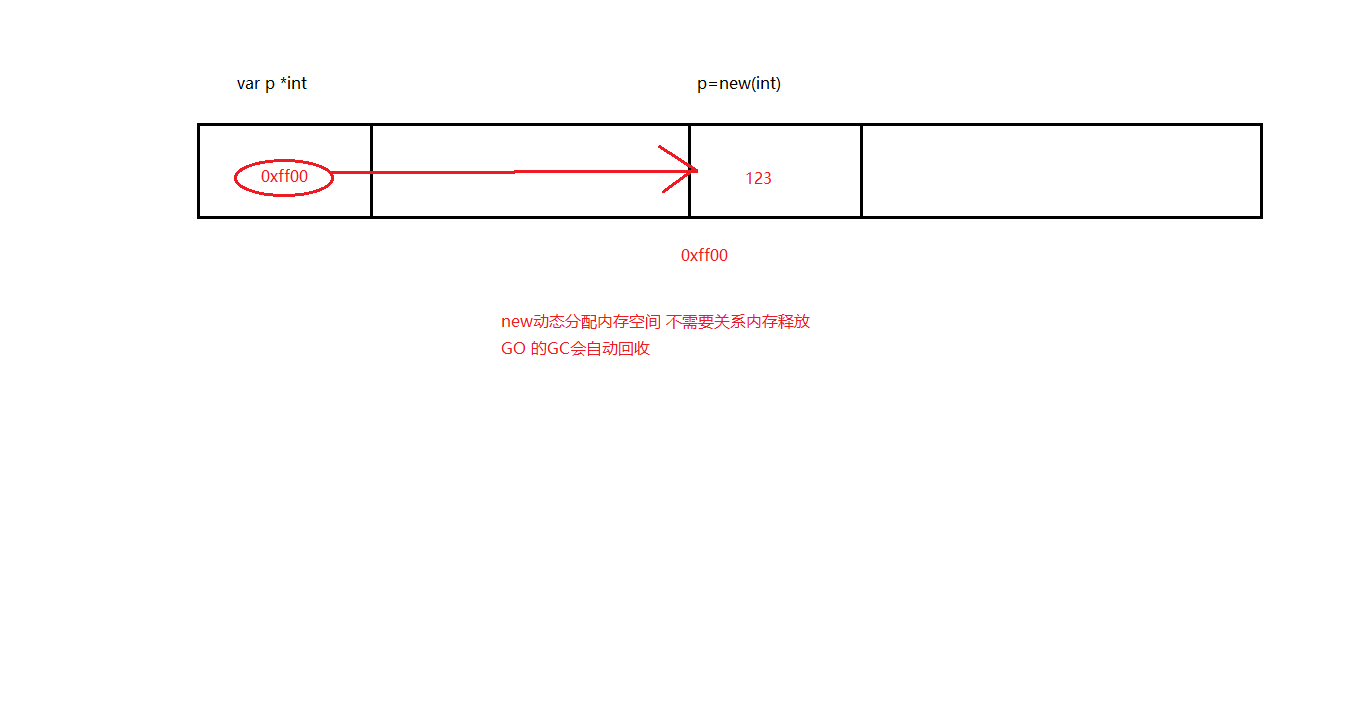 var p *int
p=new(int)
0xff00
123
0xff00
new动态分配内存空间 不需要关系内存释放
GO 的GC会自动回收